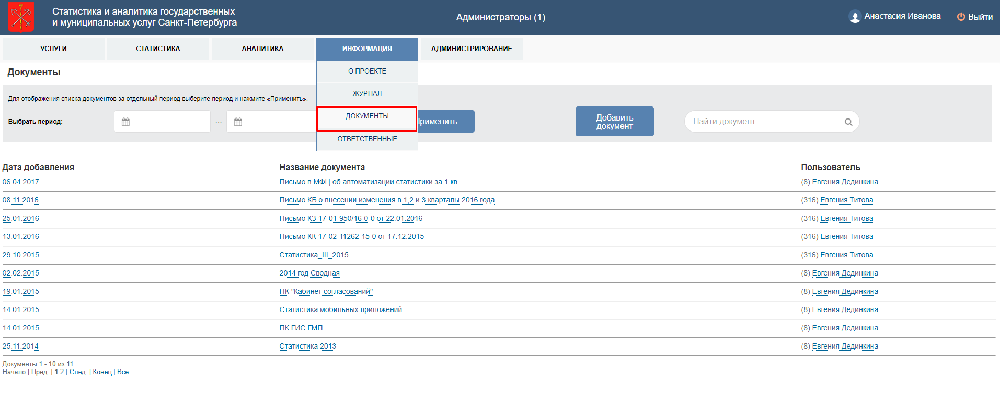 Статистика и аналитика государственных
и муниципальных услуг Санкт-Петербурга
Администраторы (1)
Анастасия Иванова
Выйти
УСЛУГИ
СТАТИСТИКА
АНАЛИТИКА
ИНФОРМАЦИЯ
АДМИНИСТРИРОВАНИЕ
О ПРОЕКТЕ
ЖУРНАЛ
ДОКУМЕНТЫ
ОТВЕТСТВЕННЫЕ
Документы
Для отображения списка документов за отдельный период выберите период и нажмите «Применить».
Выбрать период:
...
рименить
Добавить
документ
Найти документ...
Дата добавления Название документа Пользователь
06.04.2017 Письмо в МФЦ об автоматизации статистики за 1 кв (8) Евгения Дединкина
08.11.2016 Письмо КБ о внесении изменения в 1,2 и 3 кварталы 2016 года (316) Евгения Титова
25.01.2016 Письмо КЗ 17-01-950/16-0-0 от 22.01.2016 (316) Евгения Титова
13.01.2016 Письмо КК 17-02-11262-15-0 от 17.12.2015 (316) Евгения Титова
29.10.2015 Статистика_III_2015 (316) Евгения Титова
02.02.2015 2014 год Сводная (8) Евгения Дединкина
19.01.2015 ПК "Кабинет согласований" (8) Евгения Дединкина
14.01.2015 Статистика мобильных приложений (8) Евгения Дединкина
14.01.2015 ПК ГИС ГМП (8) Евгения Дединкина
25.11.2014 Статистика 2013 (8) Евгения Дединкина
Документы 1 - 10 из 11
Начало | Пред. | 1 2 | След. | Конец | Все